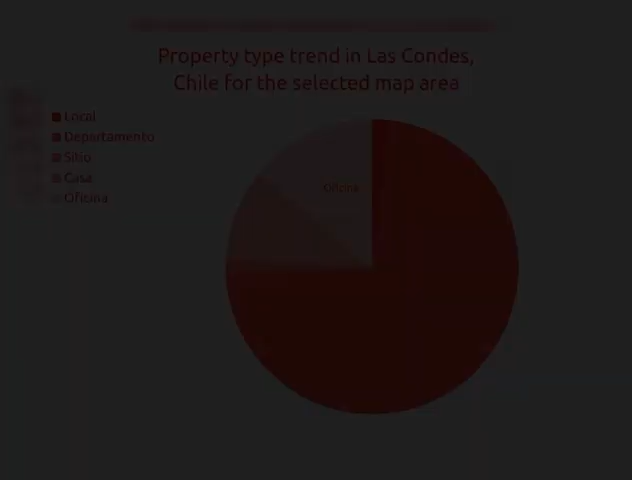 Property type trend in Las Condes,
Chile for the selected map area
Local
Departamento
Sitio
Casa
Oficina
Oficina